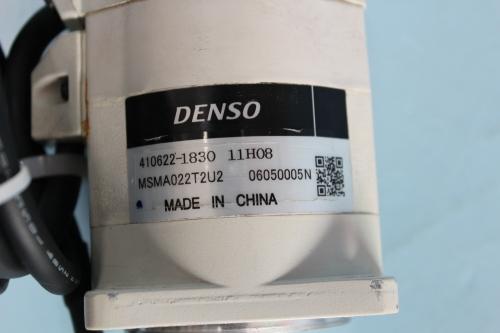 DENSO
410622-1830 11H08
MSMA022T2U2 06050005N
MADE IN CHINA